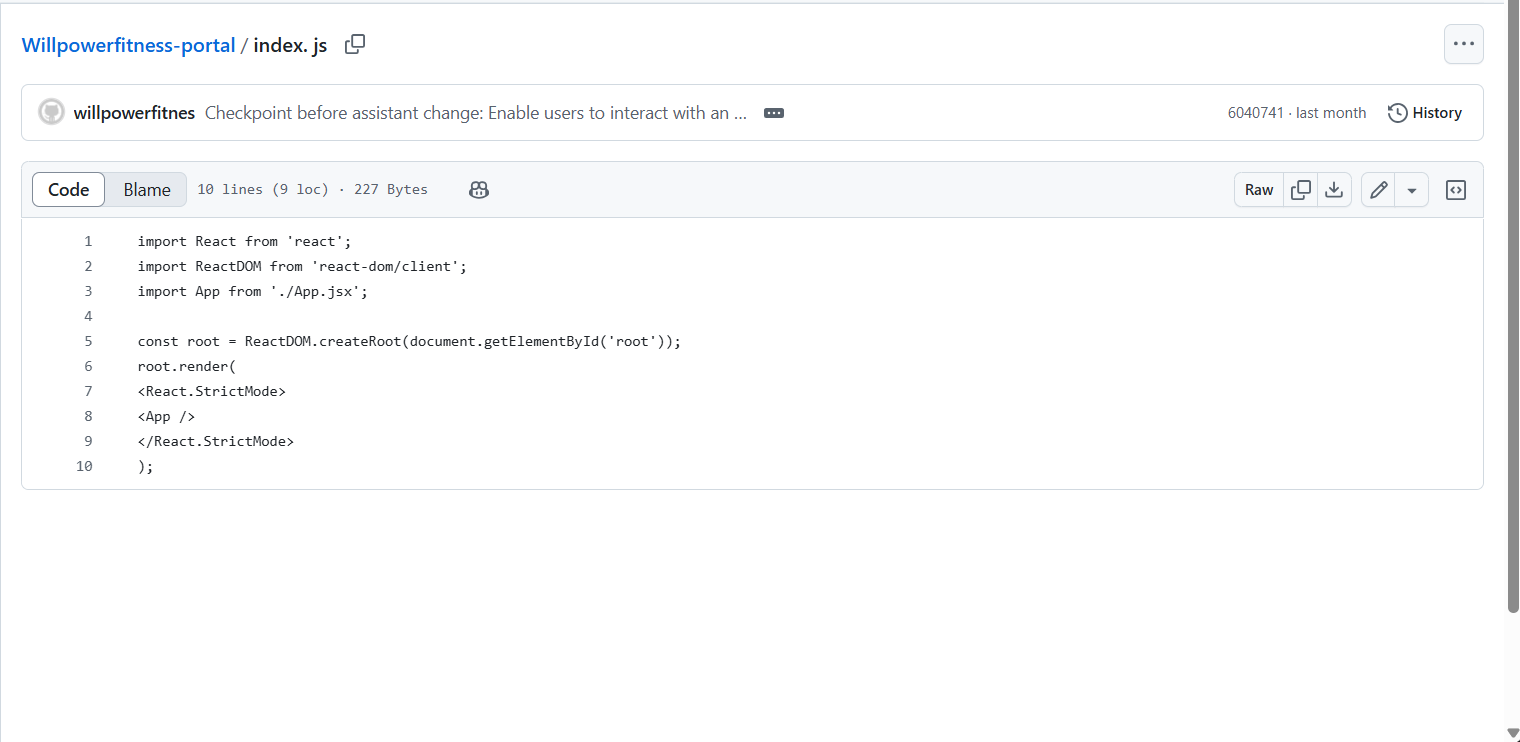 Willpowerfitness-portal / index. js
willpowerfitnes Checkpoint before assistant change: Enable users to interact with an ... 6040741 · last month History
Code Blame 10 lines (9 loc) · 227 Bytes Raw
1 import React from 'react';
2 import ReactDOM from 'react-dom/client';
3 import App from './App.jsx';
4
5 const root = ReactDOM.createRoot(document.getElementById('root'));
6 root.render(
7 <React.StrictMode>
8 <App />
9 </React.StrictMode>
10 );